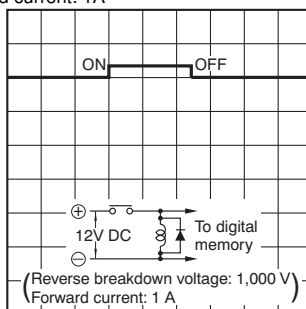 d current: 1A
ON OFF
⊕
12V DC
To digital
memory
⊖
(Reverse breakdown voltage: 1,000 V
Forward current: 1 A)